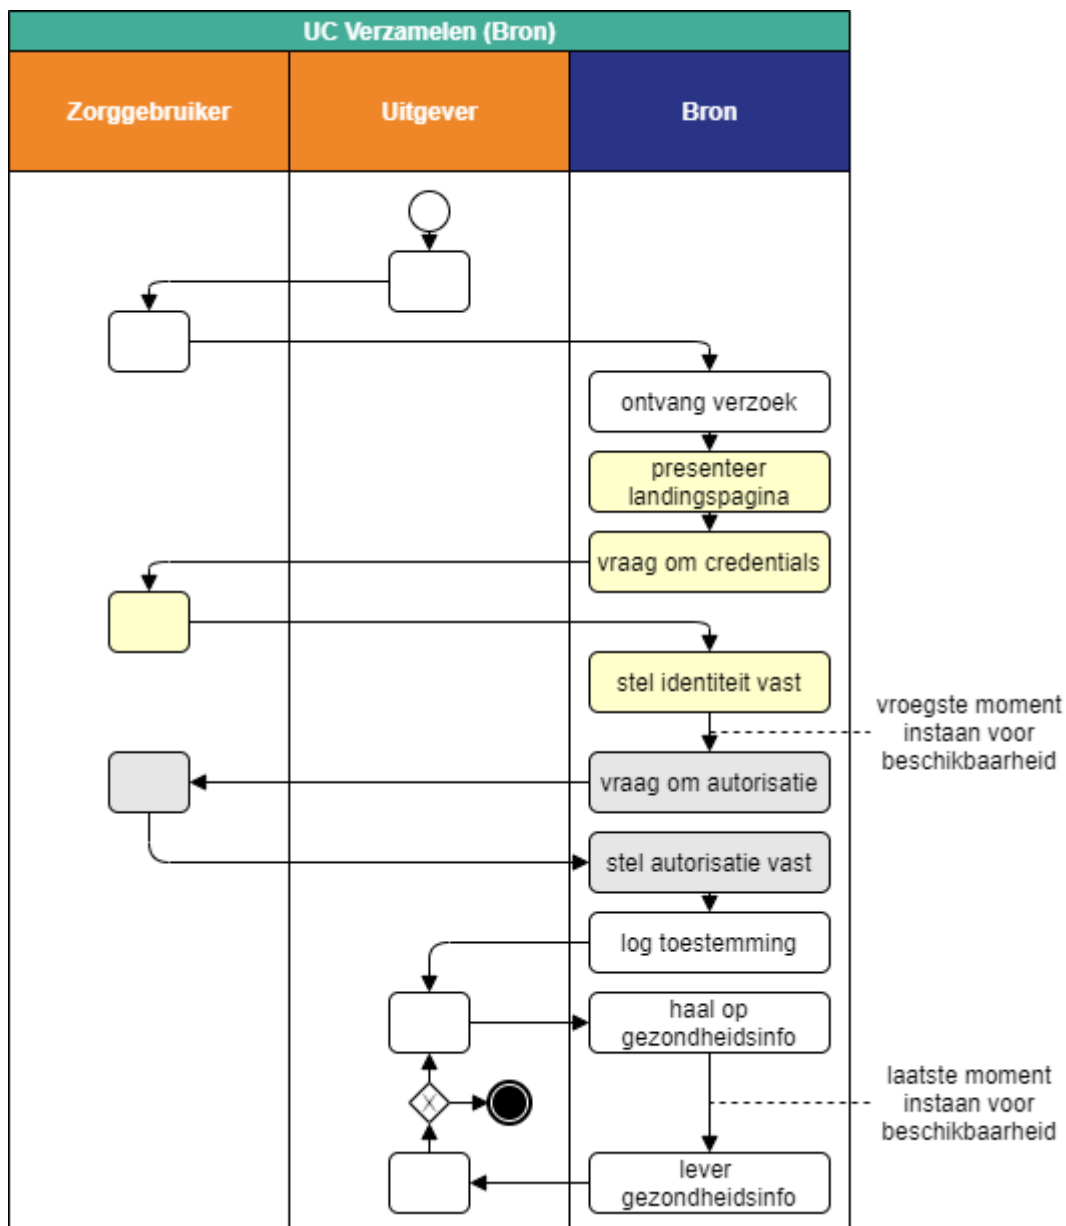 UC Verzamelen (Bron)
Zorggebruiker
Uitgever
Bron
ontvang verzoek
presenteer
landingspagina
vraag om credentials
stel identiteit vast
vroegste moment
instaan voor
beschikbaarheid
vraag om autorisatie
stel autorisatie vast
log toestemming
haal op
gezondheidsinfo
laatste moment
instaan voor
beschikbaarheid
lever
gezondheidsinfo